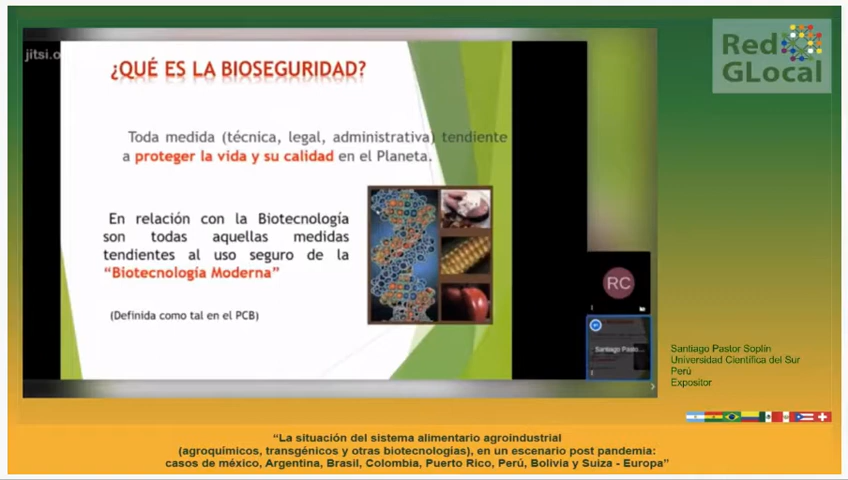 jitsi.o
Red
GLocal
¿QUÉ ES LA BIOSEGURIDAD?
Toda medida (técnica, legal, administrativa) tendiente
a proteger la vida y su calidad en el Planeta.
En relación con la Biotecnología
son todas aquellas medidas
tendientes al uso seguro de la
“Biotecnología Moderna”
(Definida como tal en el PCB)
RC
Santiago Pasto...
Santiago Pastor Soplín
Universidad Científica del Sur
Perú
Expositor
“La situación del sistema alimentario agroindustrial
(agroquímicos, transgénicos y otras biotecnologías), en un escenario post pandemia:
casos de méxico, Argentina, Brasil, Colombia, Puerto Rico, Perú, Bolivia y Suiza - Europa”